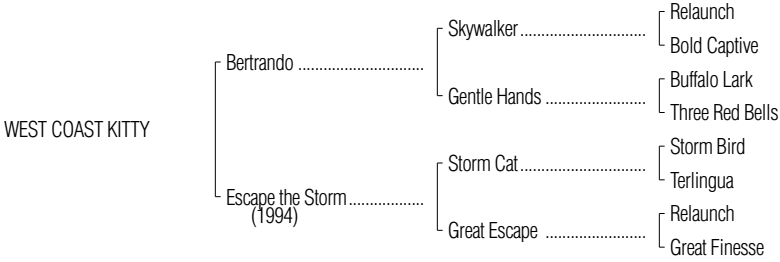 Relaunch
Skywalker..............................
Bold Captive
Bertrando ..............................
Buffalo Lark
Gentle Hands ........................
Three Red Bells
WEST COAST KITTY
Storm Bird
Storm Cat..............................
Terlingua
Escape the Storm..................
(1994)
Relaunch
Great Escape ........................
Great Finesse